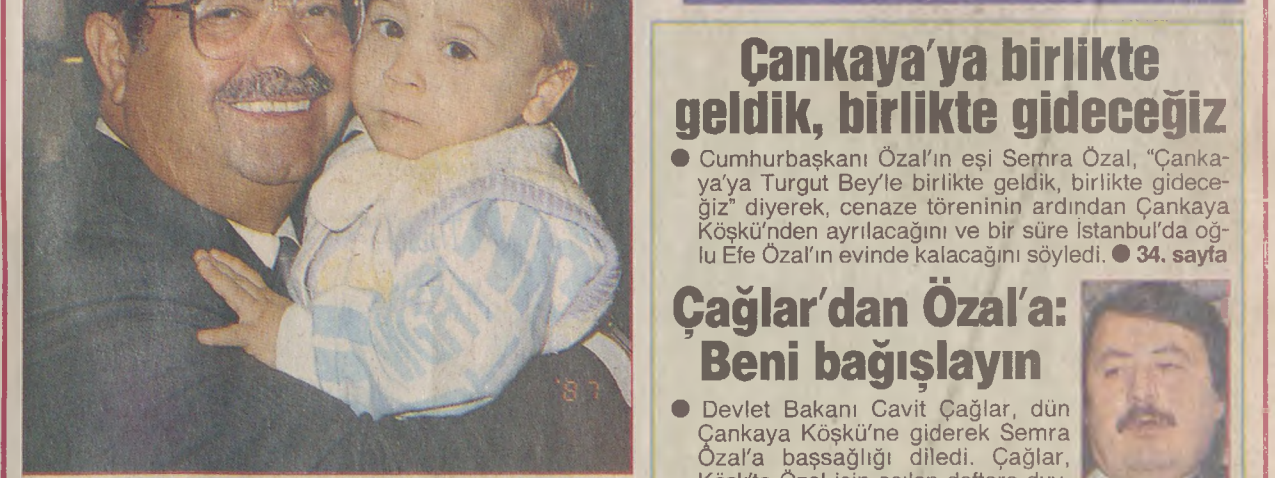 Çankaya'ya birlikte
geldik, birlikte gideceğiz
● Cumhurbaşkanı Özal'ın eşi Semra Özal, "Çanka-
ya'ya Turgut Bey'le birlikte geldik, birlikte gidece-
ğiz" diyerek, cenaze töreninin ardından Çankaya
Köşkü'nden ayrılacağını ve bir süre İstanbul'da oğ-
lu Efe Özal'ın evinde kalacağını söyledi. ● 34. sayfa
Çağlar'dan Özal'a:
Beni bağışlayın
● Devlet Bakanı Cavit Çağlar, dün
Çankaya Köşkü'ne giderek Semra
Özal'a başsağlığı diledi. Çağlar,
'87